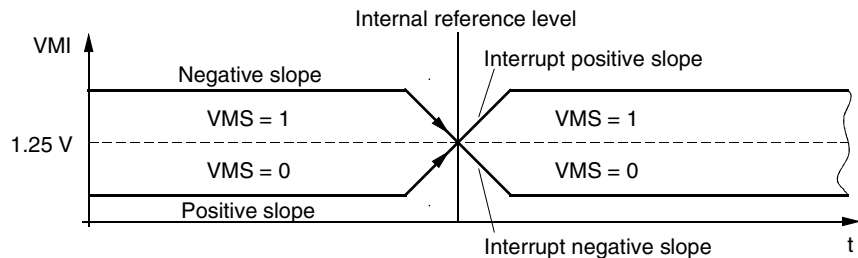 Internal reference level
VMI
Negative slope
Interrupt positive slope
VMS = 1
VMS = 1
1.25 V
VMS = 0
VMS = 0
Positive slope
Interrupt negative slope
t